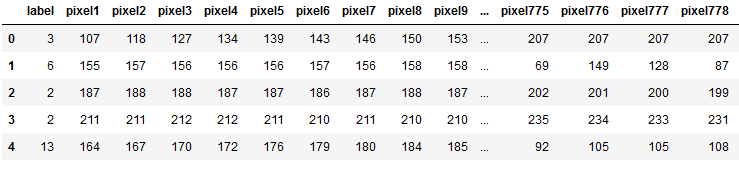 label pixel1 pixel2 pixel3 pixel4 pixel5 pixel6 pixel7 pixel8 pixel9 ... pixel775 pixel776 pixel777 pixel778
0 3 107 118 127 134 139 143 146 150 153 ... 207 207 207 207
1 6 155 157 156 156 156 157 156 158 158 ... 69 149 128 87
2 2 187 188 188 187 187 186 187 188 187 ... 202 201 200 199
3 2 211 211 212 212 211 210 211 210 210 ... 235 234 233 231
4 13 164 167 170 172 176 179 180 184 185 ... 92 105 105 108